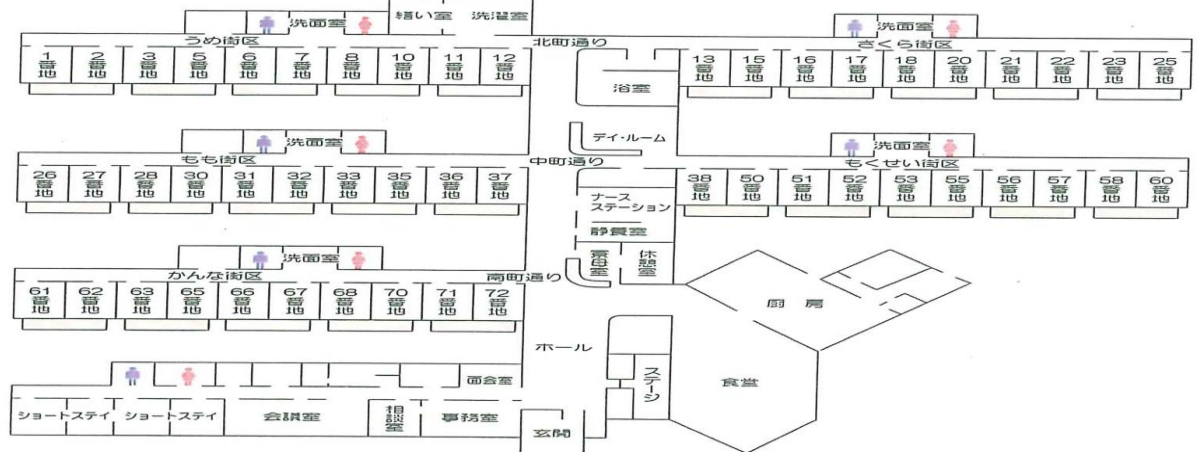 洗面室
繕い室 洗濯室
洗面室
うめ街区
北町通り
さくら街区
1番地 2番地 3番地 5番地 6番地 7番地 8番地 10番地 11番地 12番地
13番地 15番地 16番地 17番地 18番地 20番地 21番地 22番地 23番地 25番地
浴室
デイ・ルーム
洗面室
洗面室
もも街区
中町通り
もくせい街区
26番地 27番地 28番地 30番地 31番地 32番地 33番地 35番地 36番地 37番地
38番地 50番地 51番地 52番地 53番地 55番地 56番地 57番地 58番地 60番地
ナース
ステーション
静養室
寮母室
休憩室
洗面室
かんな街区
南町通り
61番地 62番地 63番地 65番地 66番地 67番地 68番地 70番地 71番地 72番地
厨房
ホール
ステージ
食堂
面会室
ショートステイ
ショートステイ
会議室
相談室
事務室
玄関